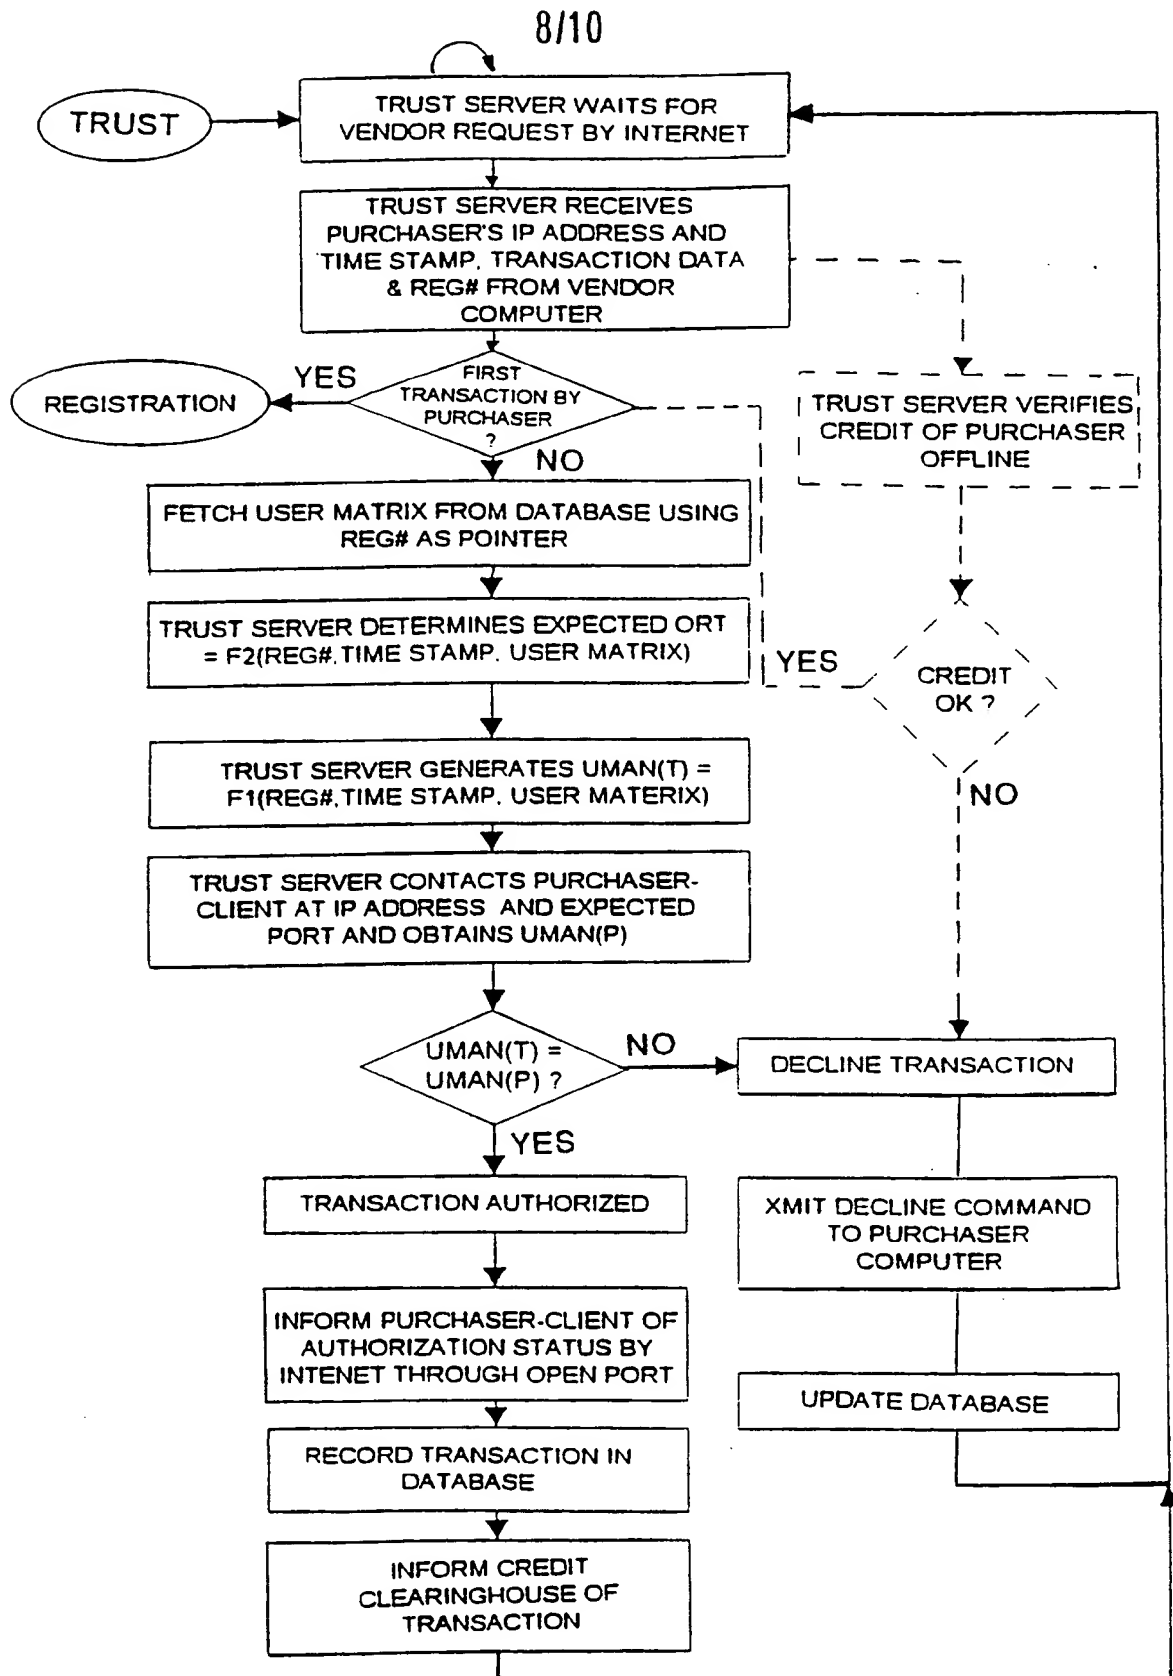 8/10
TRUST
TRUST SERVER WAITS FOR
VENDOR REQUEST BY INTERNET
TRUST SERVER RECEIVES
PURCHASER'S IP ADDRESS AND
TIME STAMP, TRANSACTION DATA
& REG# FROM VENDOR
COMPUTER
REGISTRATION
YES
FIRST
TRANSACTION BY
PURCHASER
?
NO
TRUST SERVER VERIFIES
CREDIT OF PURCHASER
OFFLINE
FETCH USER MATRIX FROM DATABASE USING
REG# AS POINTER
TRUST SERVER DETERMINES EXPECTED ORT
= F2(REG#,TIME STAMP, USER MATRIX)
YES
CREDIT
OK ?
NO
TRUST SERVER GENERATES UMAN(T) =
F1(REG#,TIME STAMP, USER MATERIX)
TRUST SERVER CONTACTS PURCHASER-
CLIENT AT IP ADDRESS AND EXPECTED
PORT AND OBTAINS UMAN(P)
UMAN(T) =
UMAN(P) ?
NO
DECLINE TRANSACTION
YES
TRANSACTION AUTHORIZED
XMIT DECLINE COMMAND
TO PURCHASER
COMPUTER
INFORM PURCHASER-CLIENT OF
AUTHORIZATION STATUS BY
INTENET THROUGH OPEN PORT
UPDATE DATABASE
RECORD TRANSACTION IN
DATABASE
INFORM CREDIT
CLEARINGHOUSE OF
TRANSACTION